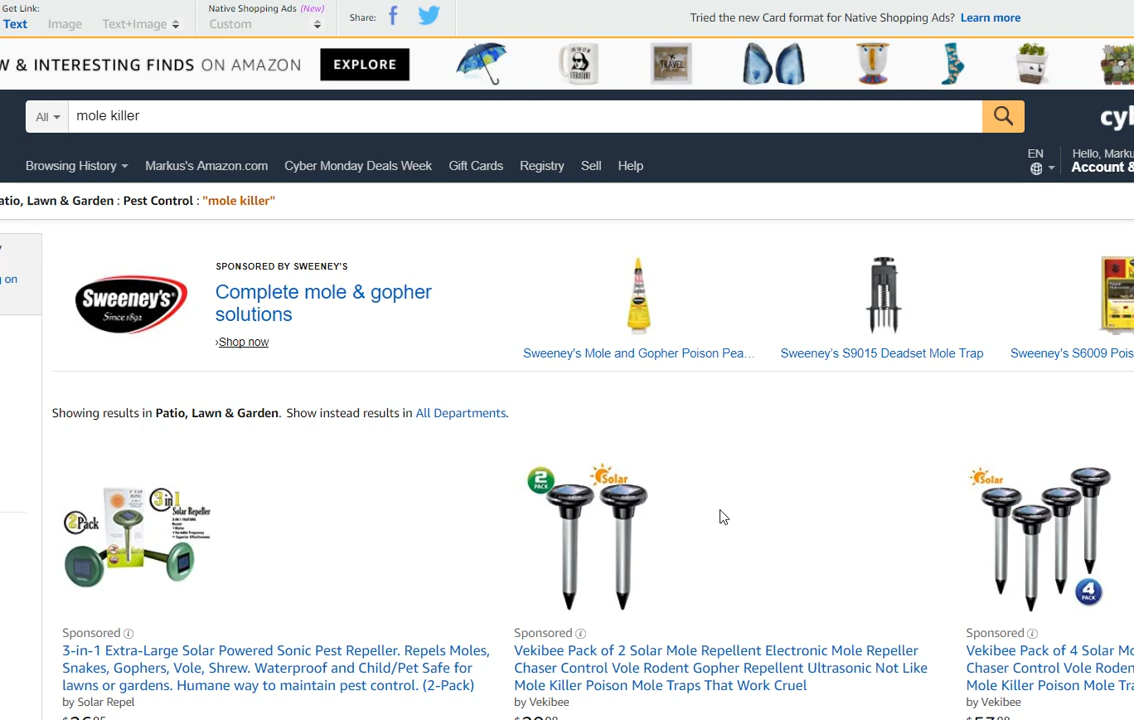 Get Link:
Text Image Text+Image
Native Shopping Ads (New)
Custom
Share:
Tried the new Card format for Native Shopping Ads? Learn more
W & INTERESTING FINDS ON AMAZON
EXPLORE
All
mole killer
cyb
Browsing History Markus's Amazon.com Cyber Monday Deals Week Gift Cards Registry Sell Help
EN
Hello, Marku
Account &
atio, Lawn & Garden : Pest Control : "mole killer"
g on
Sweeney's
Since 1892
SPONSORED BY SWEENEY'S
Complete mole & gopher
solutions
›Shop now
Sweeney's Mole and Gopher Poison Pea...
Sweeney's S9015 Deadset Mole Trap
Sweeney's S6009 Pois
Showing results in Patio, Lawn & Garden. Show instead results in All Departments.
2 Pack
3 in 1
Solar Repeller
2 PACK
Solar
Solar
4 PACK
Sponsored
3-in-1 Extra-Large Solar Powered Sonic Pest Repeller. Repels Moles,
Snakes, Gophers, Vole, Shrew. Waterproof and Child/Pet Safe for
lawns or gardens. Humane way to maintain pest control. (2-Pack)
by Solar Repel
Sponsored
Vekibee Pack of 2 Solar Mole Repellent Electronic Mole Repeller
Chaser Control Vole Rodent Gopher Repellent Ultrasonic Not Like
Mole Killer Poison Mole Traps That Work Cruel
by Vekibee
Sponsored
Vekibee Pack of 4 Solar Mo
Chaser Control Vole Roden
Mole Killer Poison Mole Tra
by Vekibee